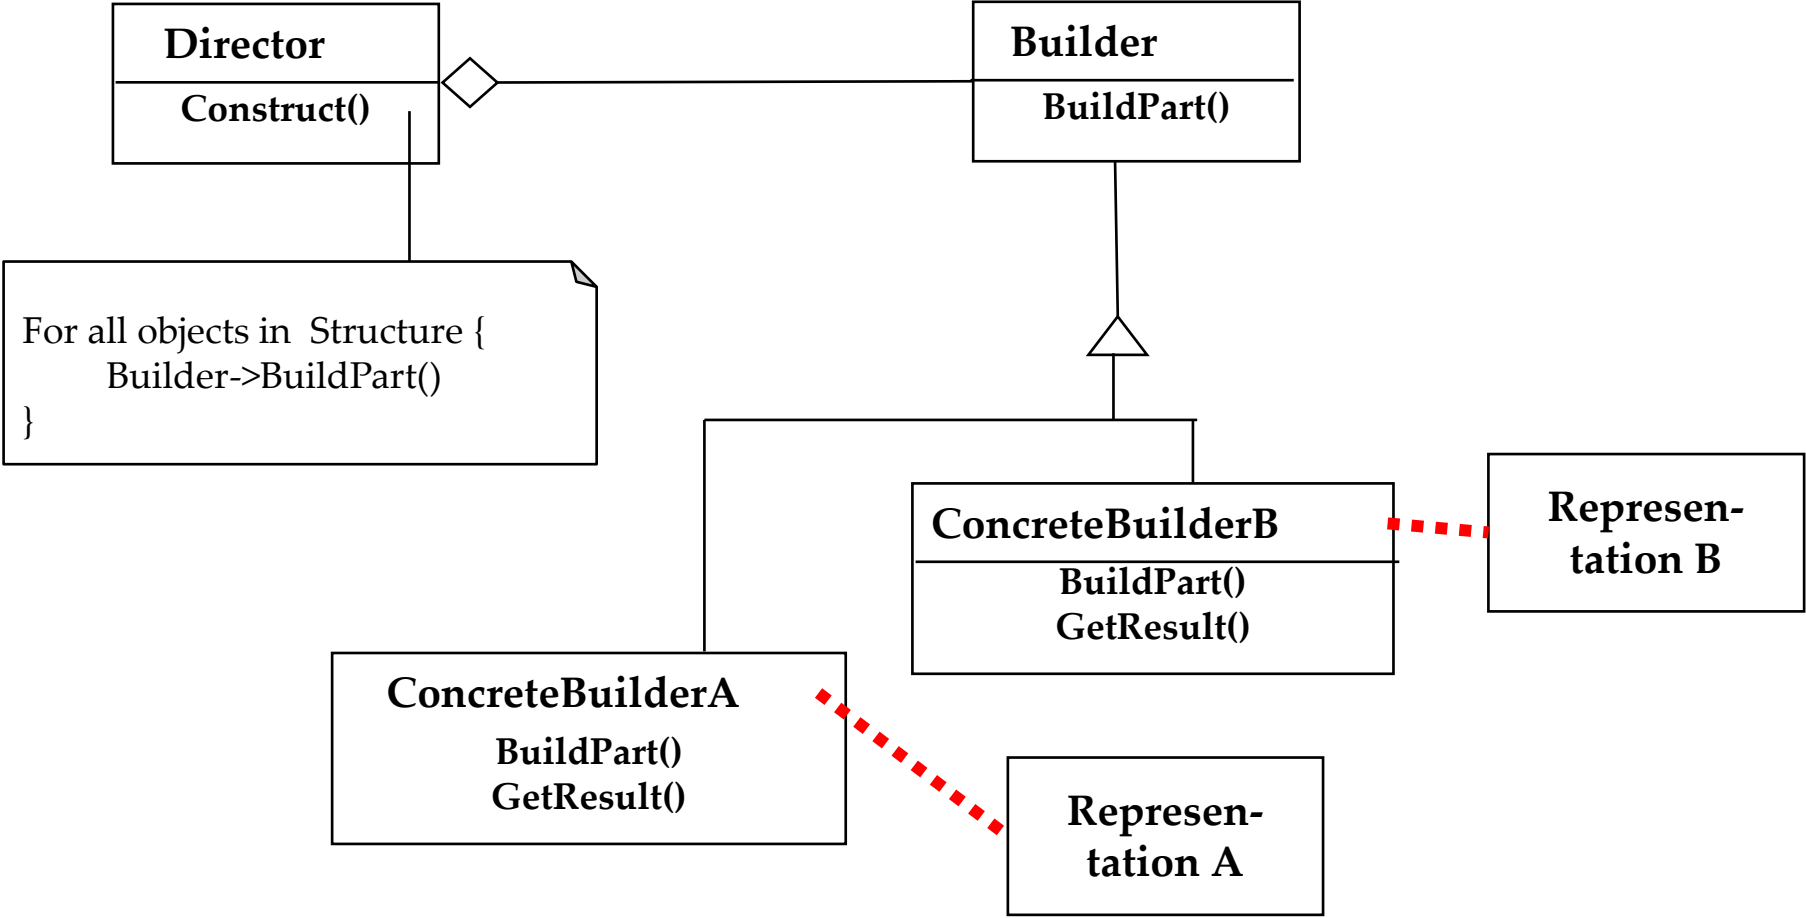 Director
Construct()
Builder
BuildPart()
For all objects in  Structure {
Builder->BuildPart()
}
ConcreteBuilderB
BuildPart()
GetResult()
Represen-
tation B
ConcreteBuilderA
BuildPart()
GetResult()
Represen-
tation A